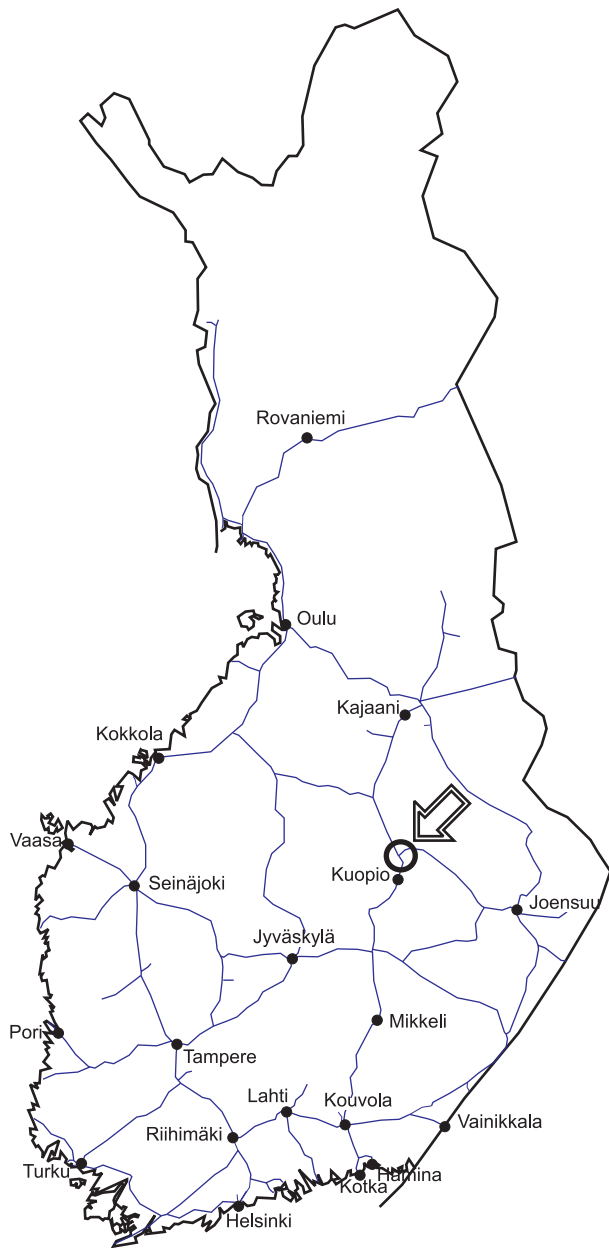 Rovaniemi
Oulu
Kajaani
Kokkola
Vaasa
Kuopio
Seinäjoki
Joensuu
Jyväskylä
Pori
Mikkeli
Tampere
Lahti
Kouvola
Vainikkala
Riihimäki
Turku
Hamina
Kotka
Helsinki